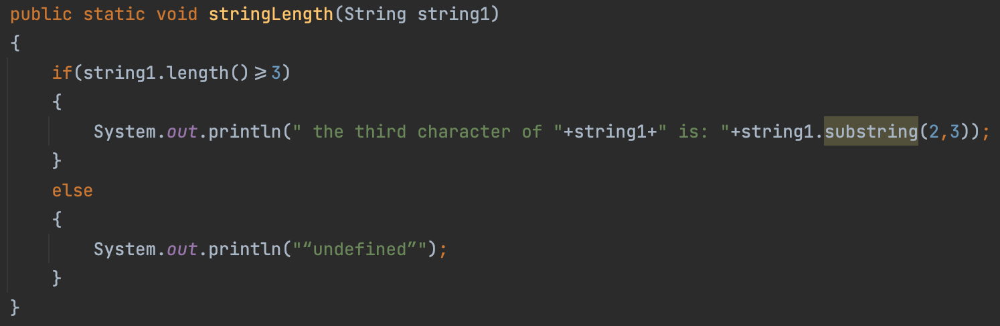 public static void stringLength(String string1)
{
if(string1.length()>=3)
{
System.out.println(" the third character of "+string1+" is: "+string1.substring(2,3));
}
else
{
System.out.println("“undefined”");
}
}